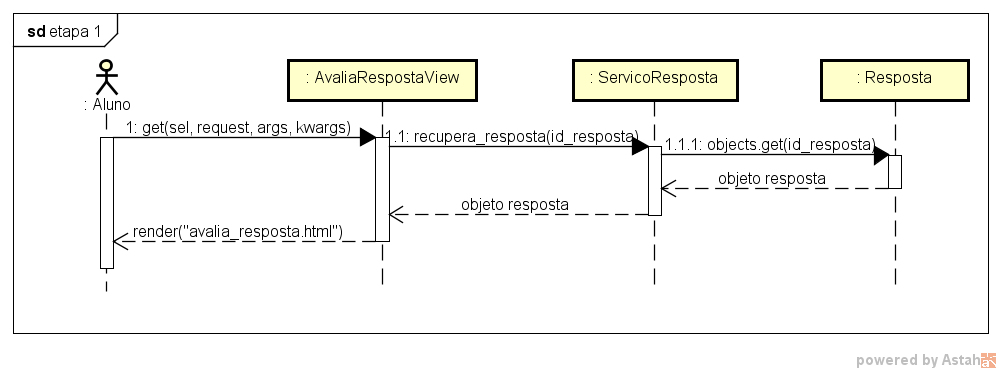 sd etapa 1
: Aluno
: AvaliaRespostaView
: ServicoResposta
: Resposta
1: get(sel, request, args, kwargs)
1.1: recupera_resposta(id_resposta)
1.1.1: objects.get(id_resposta)
objeto resposta
objeto resposta
render("avalia_resposta.html")
powered by Astah